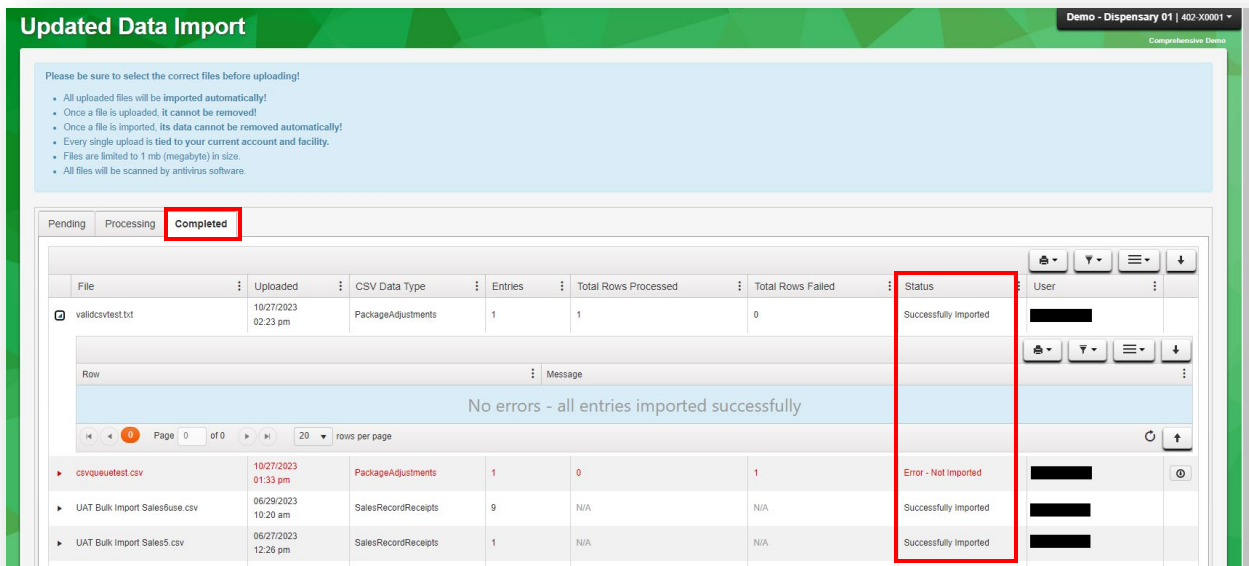 Updated Data Import
Demo - Dispensary 01 | 402-X0001
Comprehensive Demo
Please be sure to select the correct files before uploading!
All uploaded files will be imported automatically!
Once a file is uploaded, it cannot be removed!
Once a file is imported, its data cannot be removed automatically!
Every single upload is tied to your current account and facility.
Files are limited to 1 mb (megabyte) in size.
All files will be scanned by antivirus software.
Pending Processing Completed
File Uploaded CSV Data Type Entries Total Rows Processed Total Rows Failed Status User
validcsvtest.txt 10/27/2023 02:23 pm PackageAdjustments 1 1 0 Successfully Imported
Row Message
No errors - all entries imported successfully
0 Page 0 of 0 20 rows per page
csvqueuetest.csv 10/27/2023 01:33 pm PackageAdjustments 1 0 1 Error - Not Imported
UAT Bulk Import Sales6use.csv 06/29/2023 10:20 am SalesRecordReceipts 9 N/A N/A Successfully Imported
UAT Bulk Import Sales5.csv 06/27/2023 12:26 pm SalesRecordReceipts 1 N/A N/A Successfully Imported